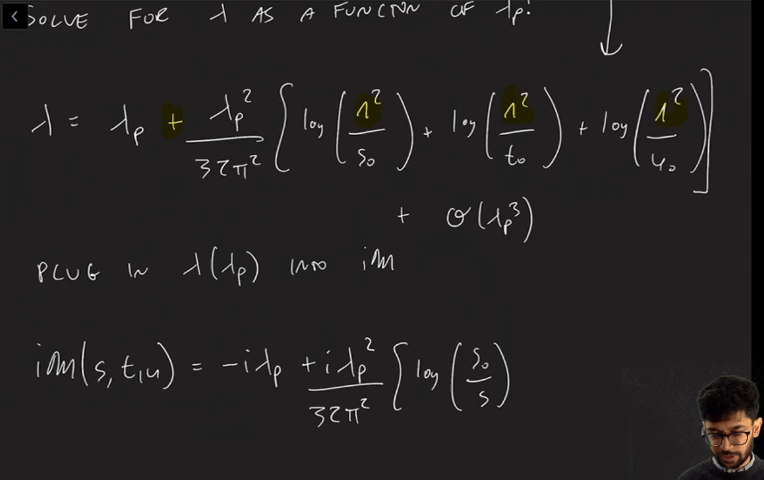 SOLVE FOR λ AS A FUNCTION OF λp!
λ = λp + λp²/32π² { log(Λ²/s₀) + log(Λ²/t₀) + log(Λ²/u₀) ]
+ O(λp³)
PLUG IN λ(λp) INTO iM
iM(s,t,u) = -iλp + iλp²/32π² { log(s₀/s)